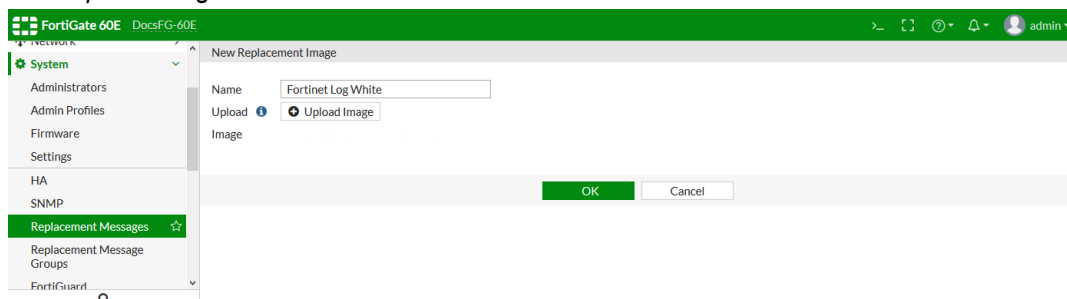 FortiGate 60E DocsFG-60E >_ admin
Network
System
Administrators
Admin Profiles
Firmware
Settings
HA
SNMP
Replacement Messages
Replacement Message
Groups
FortiGuard
New Replacement Image
Name Fortinet Log White
Upload Upload Image
Image
OK Cancel